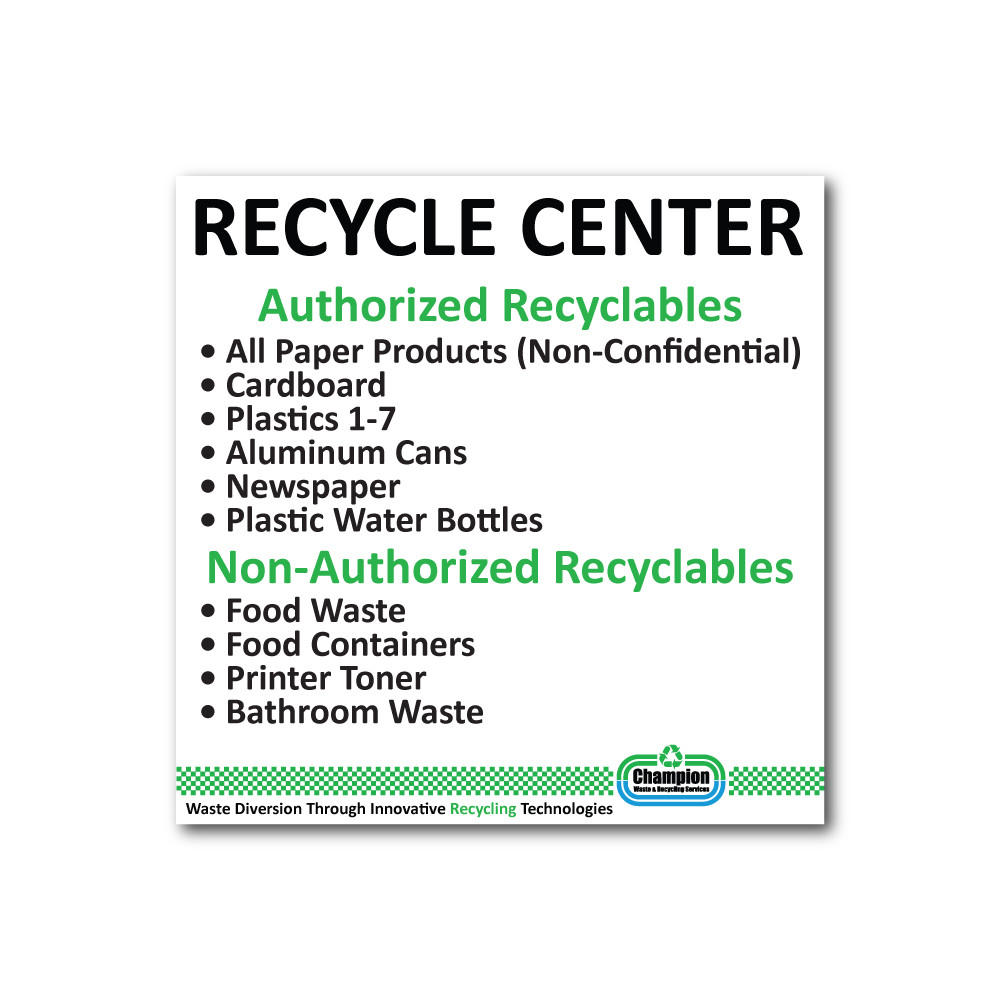 RECYCLE CENTER
Authorized Recyclables
• All Paper Products (Non-Confidential)
• Cardboard
• Plastics 1-7
• Aluminum Cans
• Newspaper
• Plastic Water Bottles
Non-Authorized Recyclables
• Food Waste
• Food Containers
• Printer Toner
• Bathroom Waste
Champion
Waste & Recycling Services
Waste Diversion Through Innovative Recycling Technologies